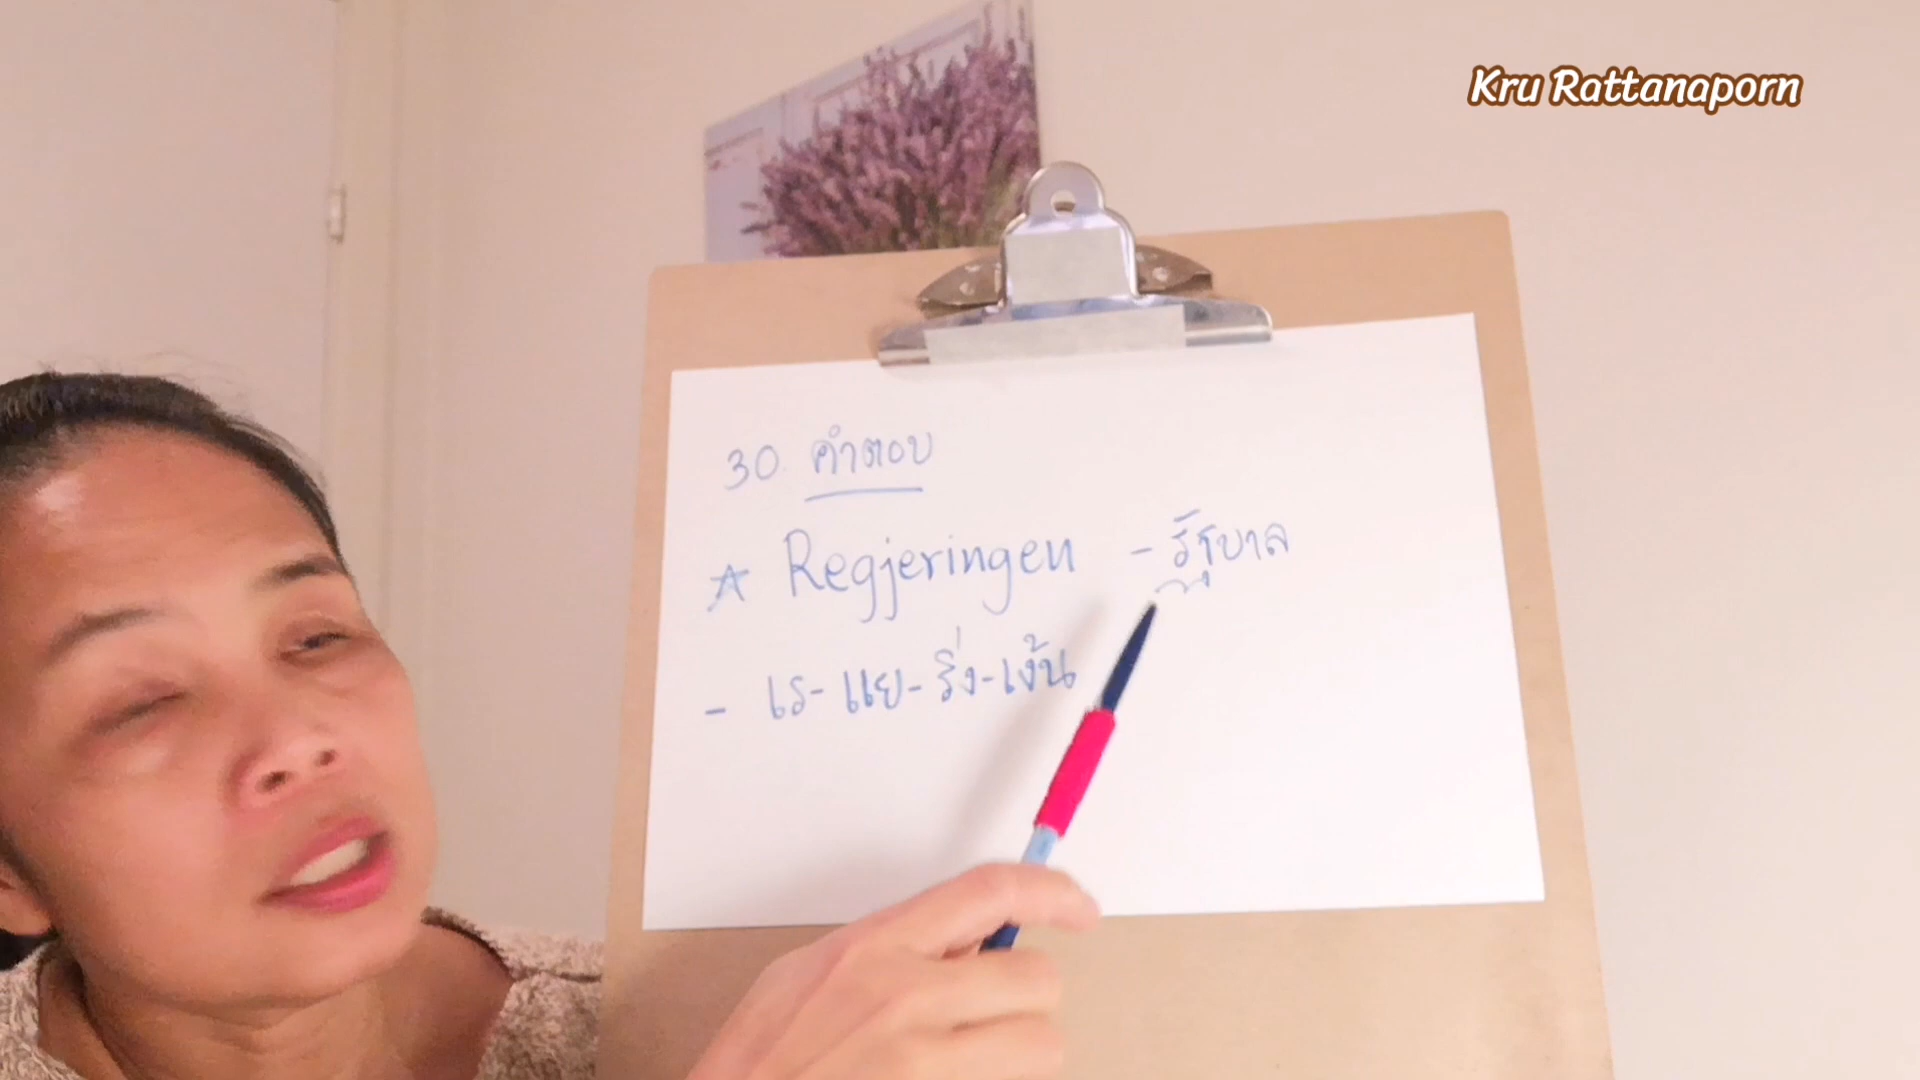 Kru Rattanaporn
30. คำตอบ
☆ Regjeringen - รัฐบาล
- เร-แย-ริ่ง-เง้น